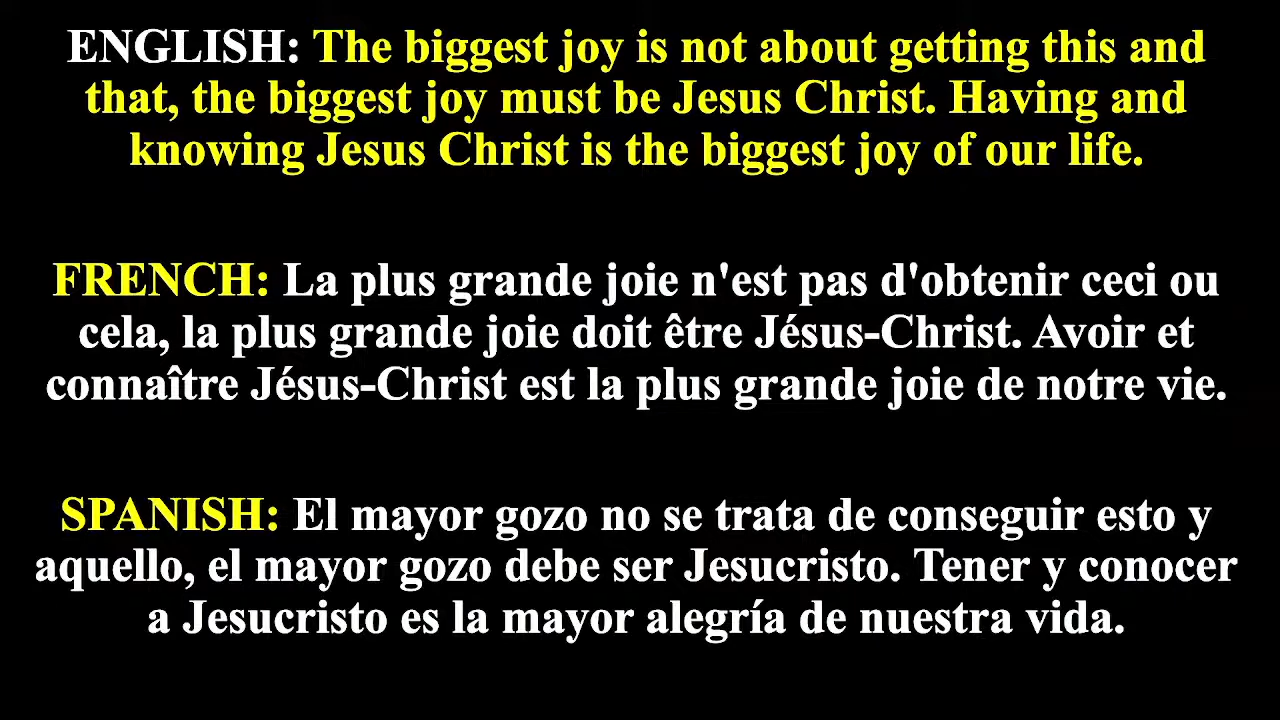 ENGLISH: The biggest joy is not about getting this and
that, the biggest joy must be Jesus Christ. Having and
knowing Jesus Christ is the biggest joy of our life.
FRENCH: La plus grande joie n'est pas d'obtenir ceci ou
cela, la plus grande joie doit être Jésus-Christ. Avoir et
connaître Jésus-Christ est la plus grande joie de notre vie.
SPANISH: El mayor gozo no se trata de conseguir esto y
aquello, el mayor gozo debe ser Jesucristo. Tener y conocer
a Jesucristo es la mayor alegría de nuestra vida.